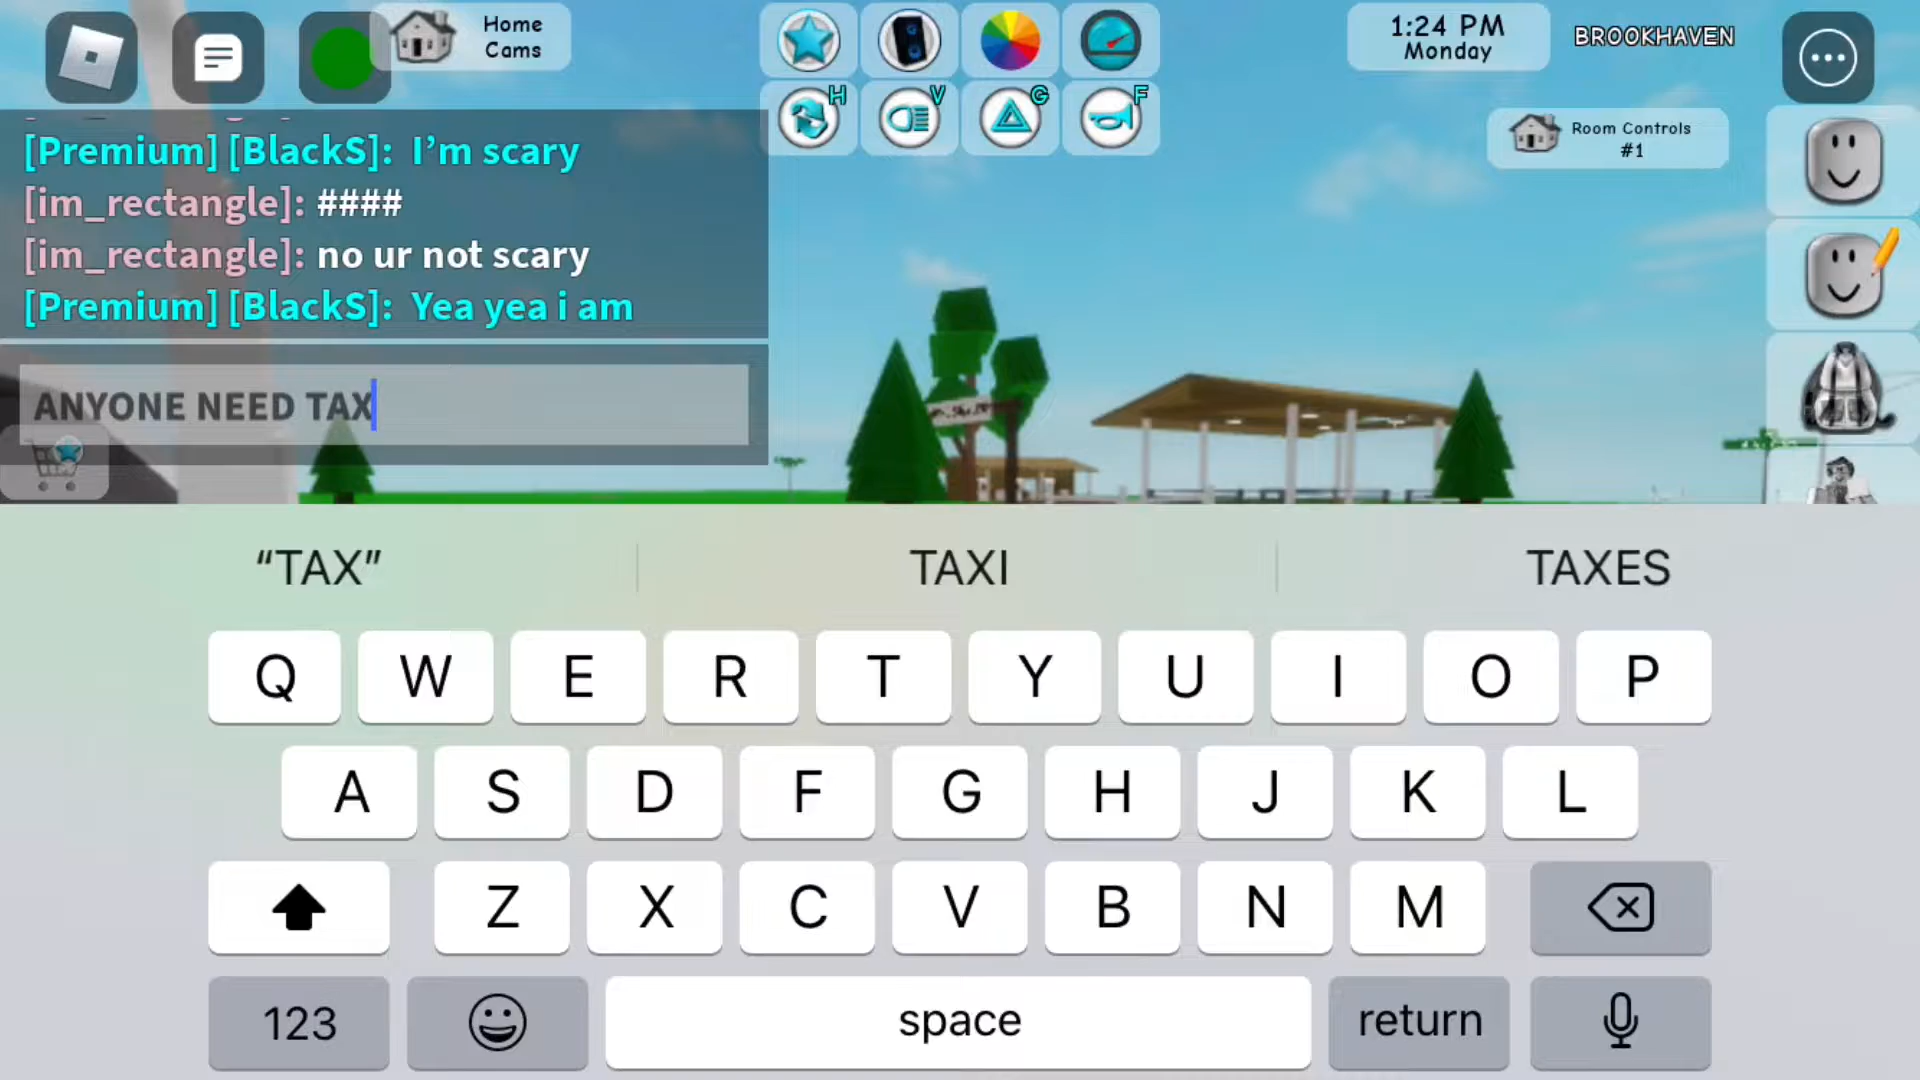 Home
Cams
H
V
G
F
1:24 PM
Monday
BROOKHAVEN
Room Controls
#1
[Premium] [BlackS]: I’m scary
[im_rectangle]: ####
[im_rectangle]: no ur not scary
[Premium] [BlackS]: Yea yea i am
ANYONE NEED TAX
“TAX”
TAXI
TAXES
Q W E R T Y U I O P
A S D F G H J K L
Z X C V B N M
123
space
return